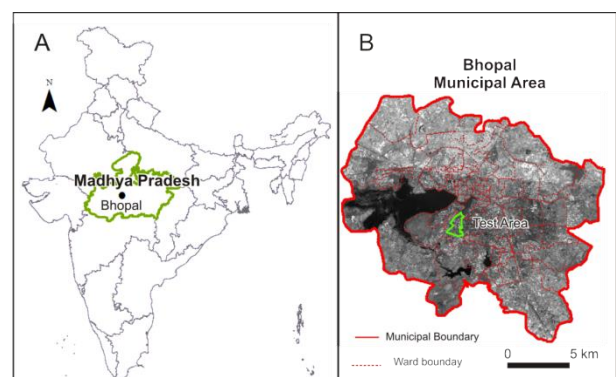 A
N
Madhya Pradesh
Bhopal
B
Bhopal
Municipal Area
Test Area
Municipal Boundary
Ward bounday
0 5 km